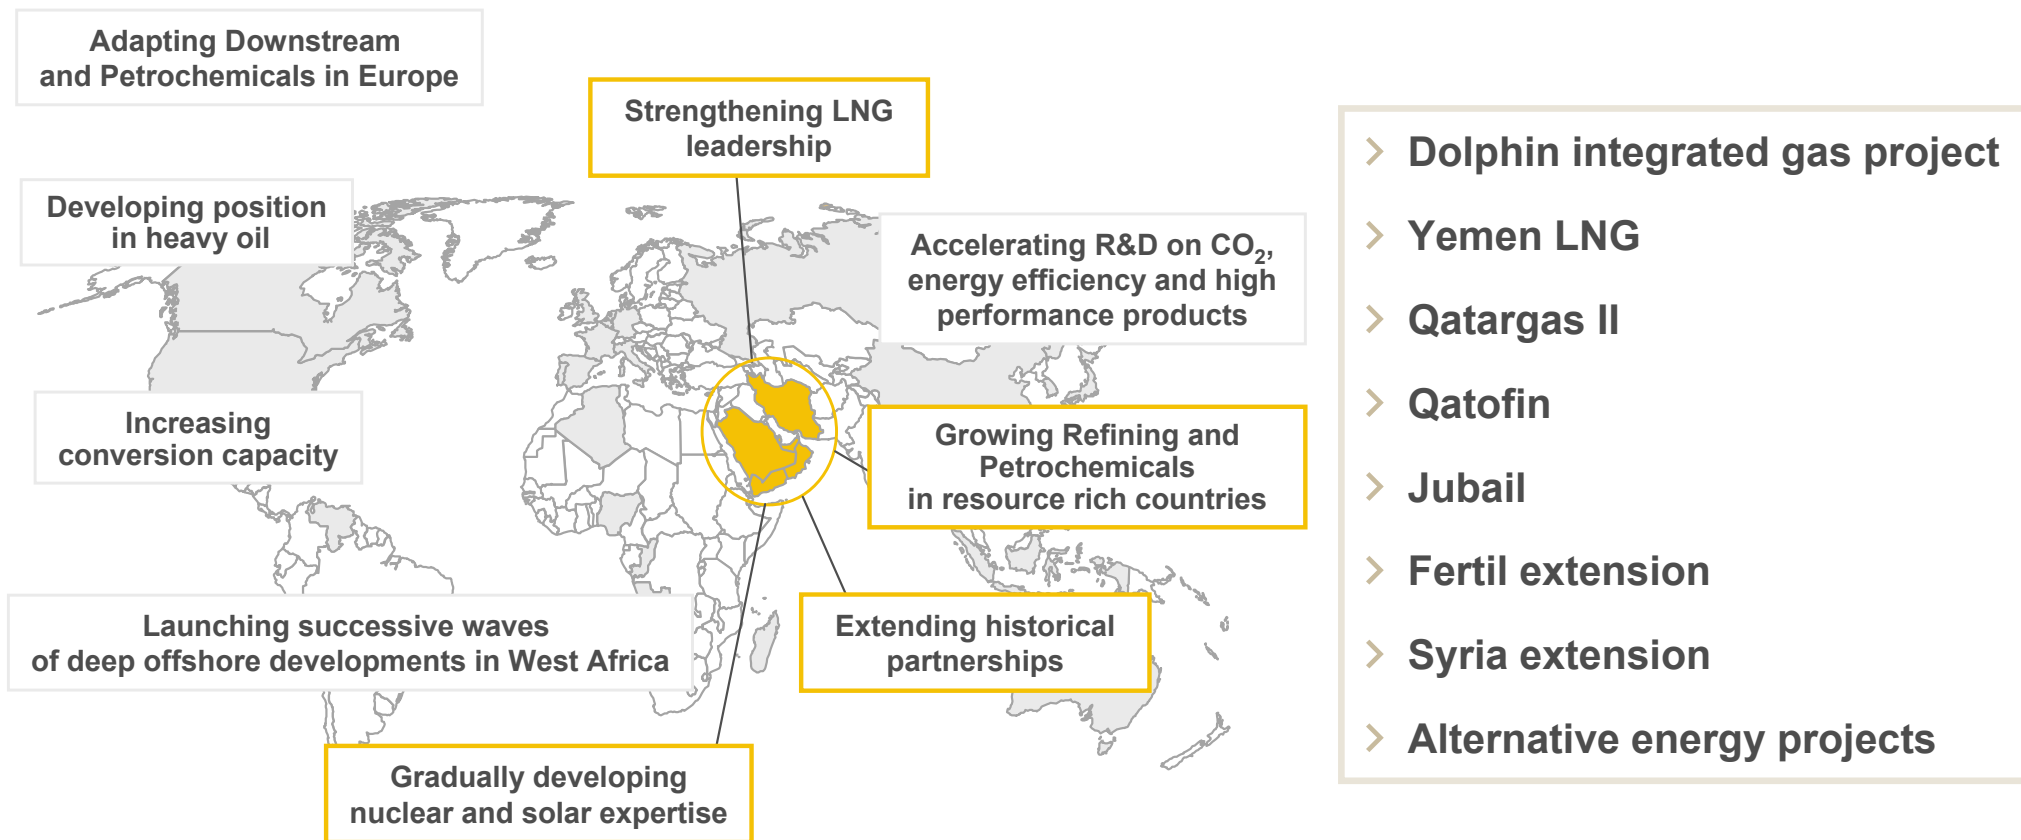 Adapting Downstream
and Petrochemicals in Europe
Strengthening LNG
leadership
Developing position
in heavy oil
Accelerating R&D on CO₂,
energy efficiency and high
performance products
Increasing
conversion capacity
Growing Refining and
Petrochemicals
in resource rich countries
Launching successive waves
of deep offshore developments in West Africa
Extending historical
partnerships
Gradually developing
nuclear and solar expertise
Dolphin integrated gas project
Yemen LNG
Qatargas II
Qatofin
Jubail
Fertil extension
Syria extension
Alternative energy projects